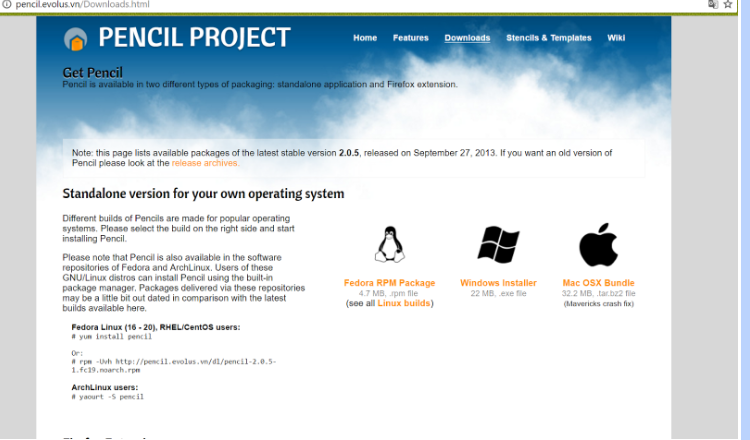 pencil.evolus.vn/Downloads.html
PENCIL PROJECT
Home Features Downloads Stencils & Templates Wiki
Get Pencil
Pencil is available in two different types of packaging: standalone application and Firefox extension.
Note: this page lists available packages of the latest stable version 2.0.5, released on September 27, 2013. If you want an old version of
Pencil please look at the release archives.
Standalone version for your own operating system
Different builds of Pencils are made for popular operating
systems. Please select the build on the right side and start
installing Pencil.
Please note that Pencil is also available in the software
repositories of Fedora and ArchLinux. Users of these
GNU/Linux distros can install Pencil using the built-in
package manager. Packages delivered via these repositories
may be a little bit out dated in comparison with the latest
builds available here.
Fedora Linux (16 - 20), RHEL/CentOS users:
# yum install pencil
Or:
# rpm -Uvh http://pencil.evolus.vn/dl/pencil-2.0.5-
1.fc19.noarch.rpm
ArchLinux users:
# yaourt -S pencil
Fedora RPM Package
4.7 MB, .rpm file
(see all Linux builds)
Windows Installer
22 MB, .exe file
Mac OSX Bundle
32.2 MB, .tar.bz2 file
(Mavericks crash fix)